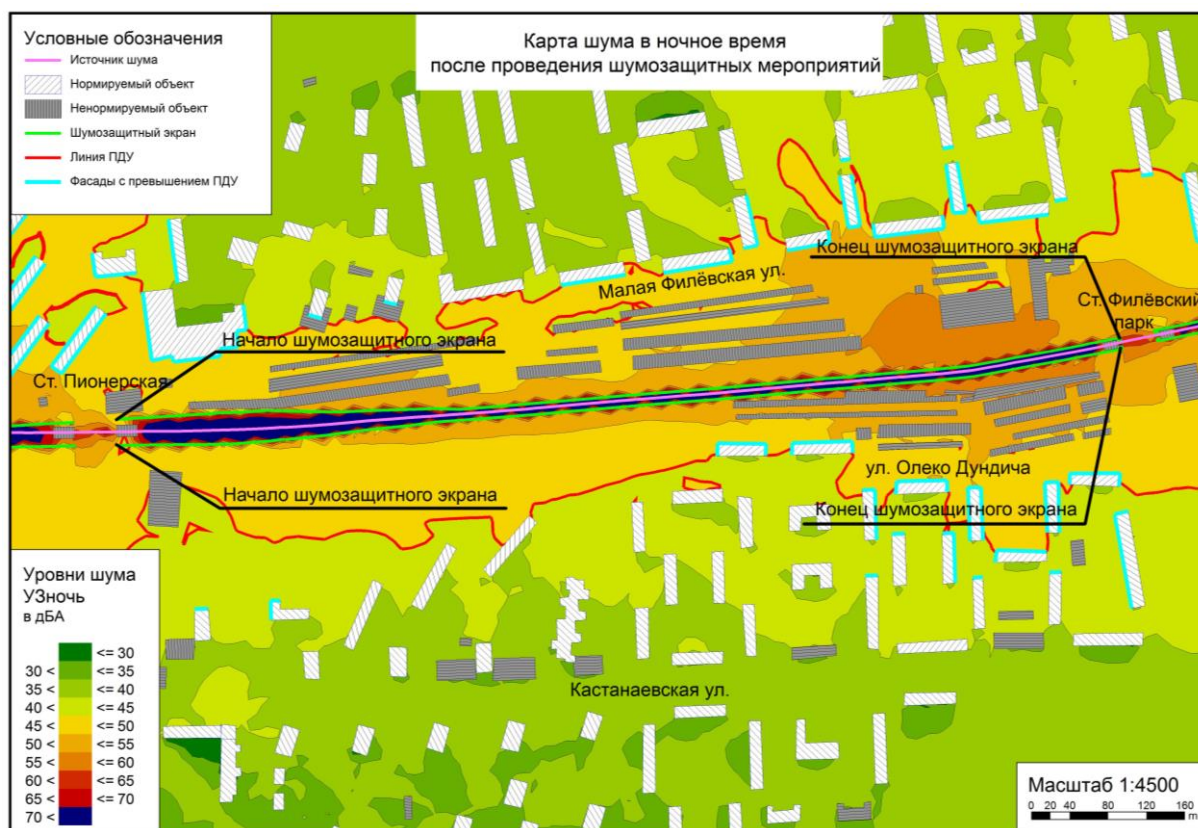 Условные обозначения
Источник шума
Нормируемый объект
Ненормируемый объект
Шумозащитный экран
Линия ПДУ
Фасады с превышением ПДУ
Карта шума в ночное время
после проведения шумозащитных мероприятий
Конец шумозащитного экрана
Малая Филёвская ул.
Ст. Филёвский
парк
Начало шумозащитного экрана
Ст. Пионерская
ул. Олеко Дундича
Начало шумозащитного экрана
Конец шумозащитного экрана
Кастанаевская ул.
Уровни шума
УЗночь
в дБА
<= 30
30 < <= 35
35 < <= 40
40 < <= 45
45 < <= 50
50 < <= 55
55 < <= 60
60 < <= 65
65 < <= 70
70 <
Масштаб 1:4500
0 20 40 80 120 160
m